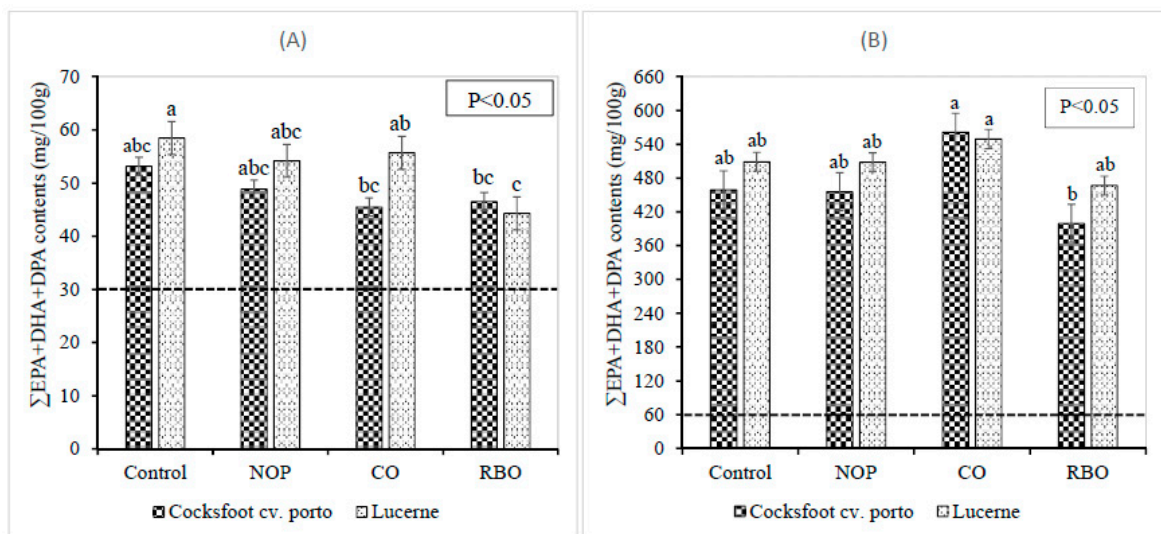 (A)
P<0.05
∑EPA+DHA+DPA contents (mg/100g)
70
60
50
40
30
20
10
0
abc
a
abc
abc
bc
ab
bc
c
Control
NOP
CO
RBO
Cocksfoot cv. porto
Lucerne
(B)
P<0.05
∑EPA+DHA+DPA contents (mg/100g)
660
600
540
480
420
360
300
240
180
120
60
0
ab
ab
ab
ab
a
a
b
ab
Control
NOP
CO
RBO
Cocksfoot cv. porto
Lucerne